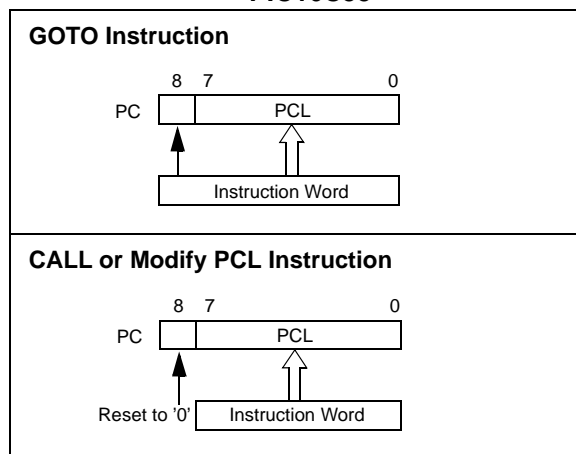 GOTO Instruction
8 7 0
PC PCL
Instruction Word
CALL or Modify PCL Instruction
8 7 0
PC PCL
Reset to '0' Instruction Word